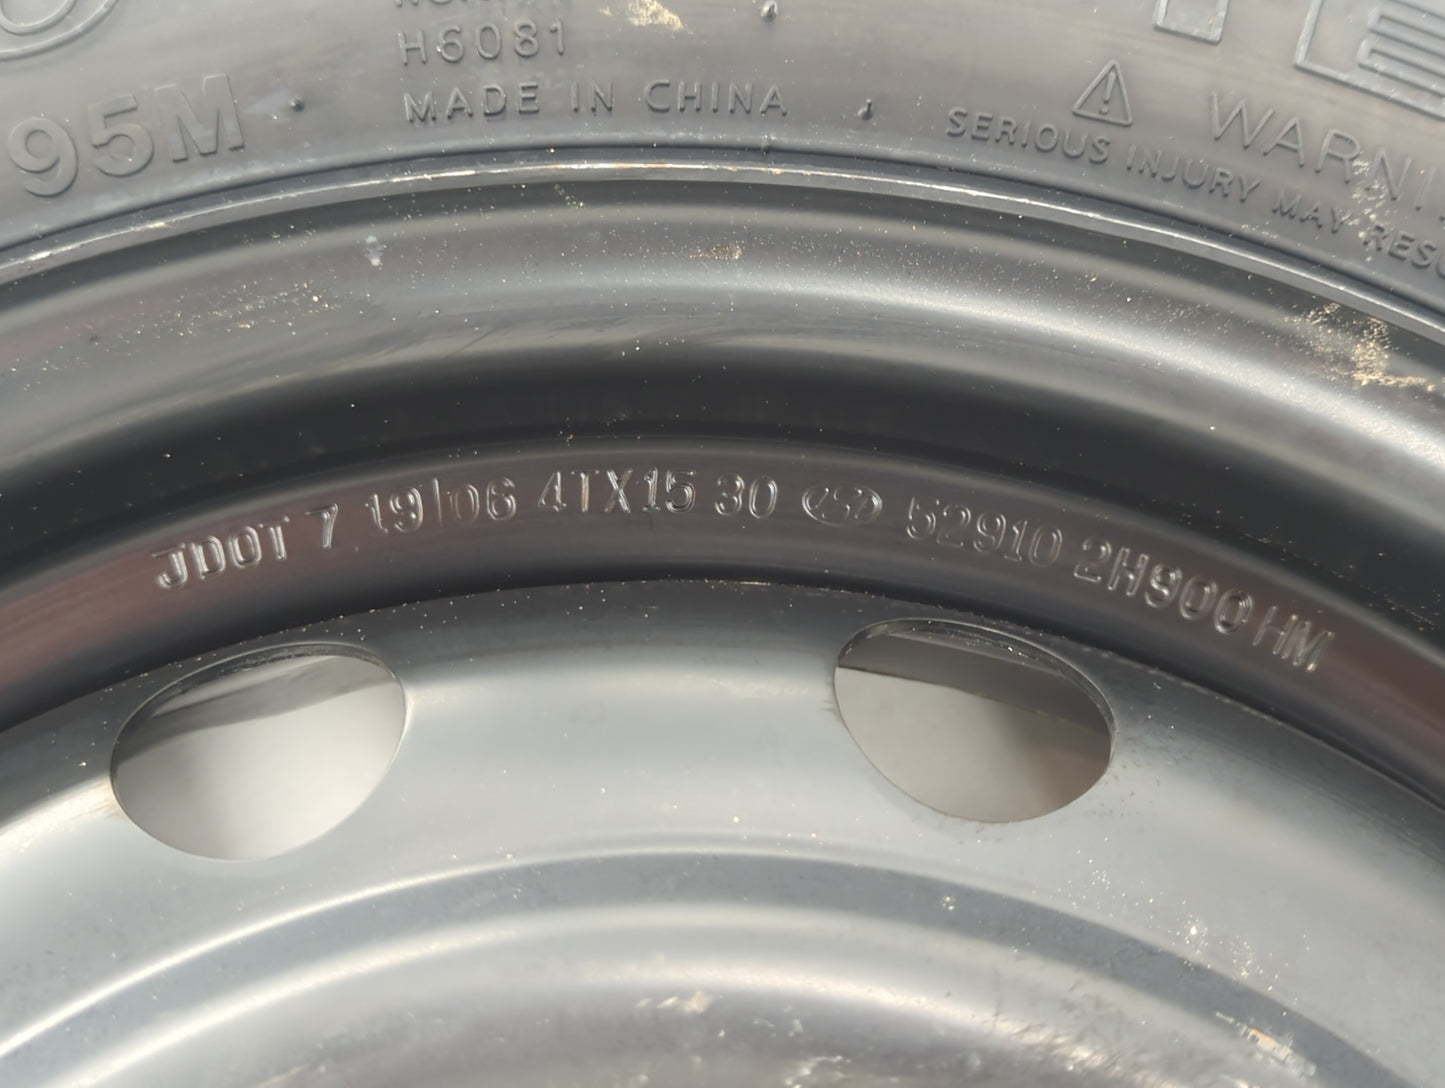 H6081
95M
MADE IN CHINA
WARNI
SERIOUS INJURY MAY RESU
JDOT 7 19/06 4TX15 30 52910 2H900 HM